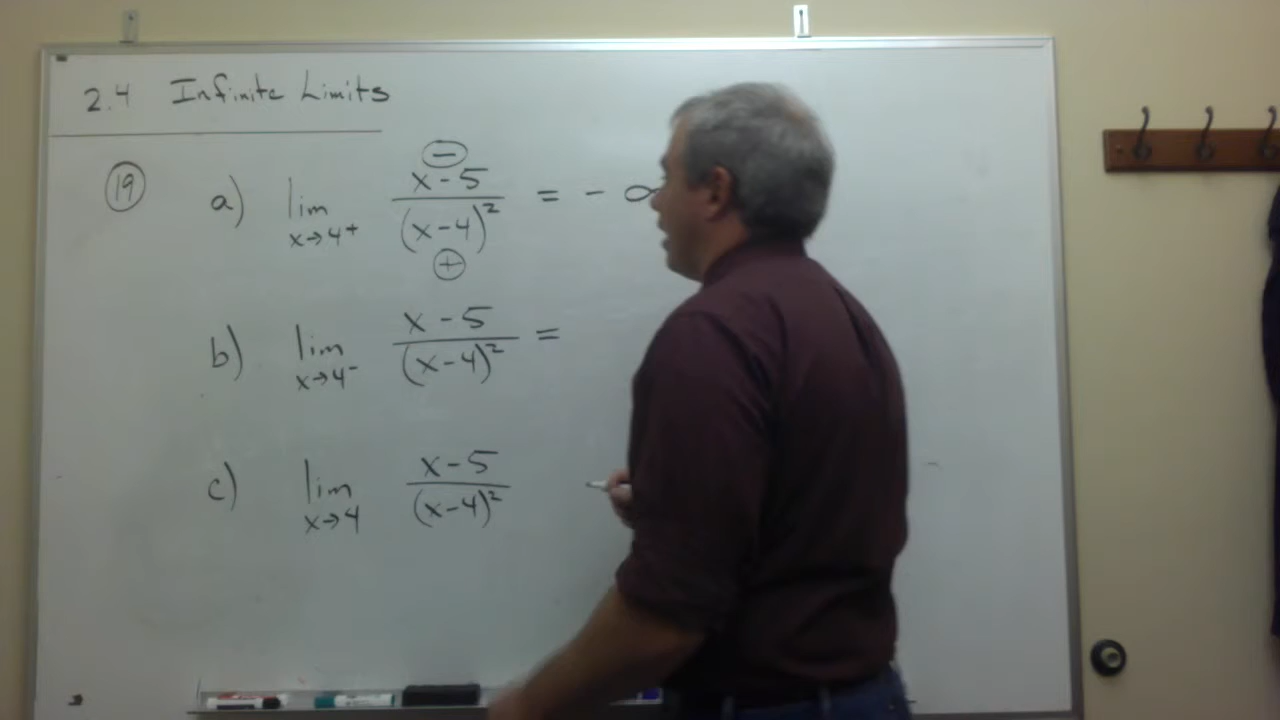 2.4 Infinite Limits
19 a) lim x→4⁺ ⊖ x-5 / (x-4)² ⊕ = - ∞
b) lim x→4⁻ x-5 / (x-4)² =
c) lim x→4 x-5 / (x-4)²